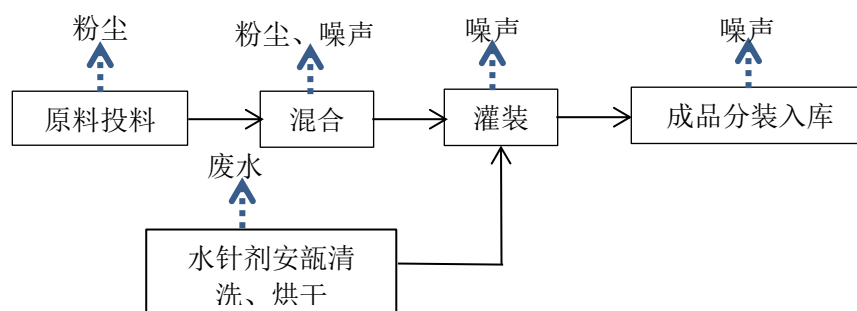 粉尘
粉尘、噪声
噪声
噪声
原料投料
混合
灌装
成品分装入库
废水
水针剂安瓿清
洗、烘干